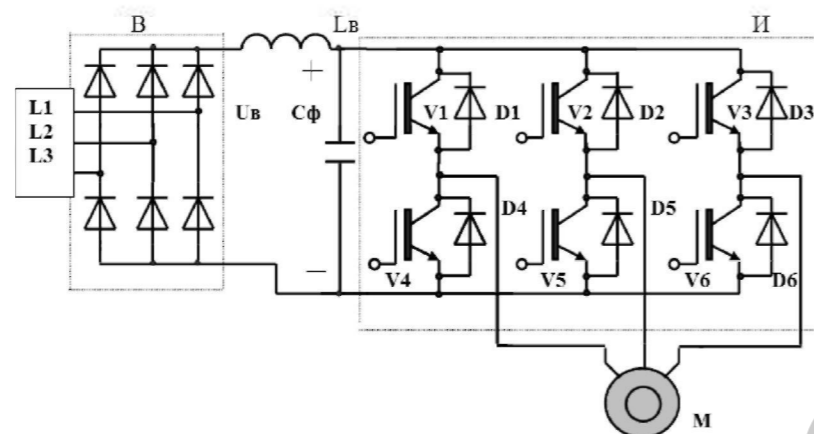 В Lв И
L1
L2
L3
Uв
+
Сф
V1 D1 V2 D2 V3 D3
D4 D5
–
V4 V5 V6 D6
М